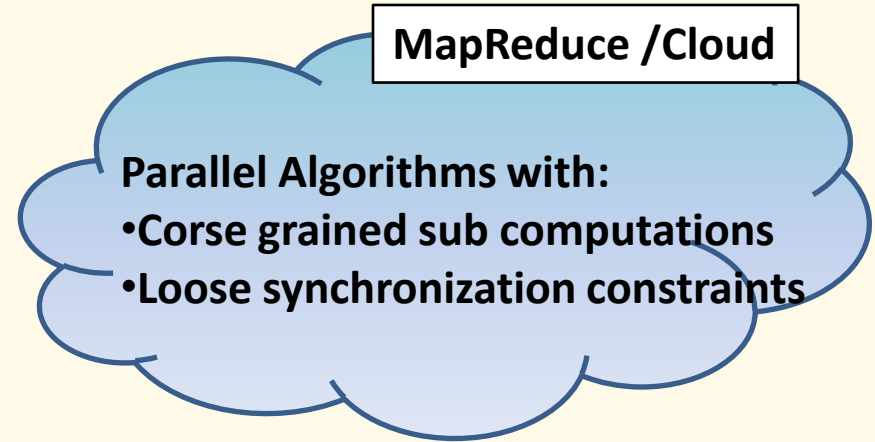 MapReduce /Cloud
Parallel Algorithms with:
•Corse grained sub computations
•Loose synchronization constraints